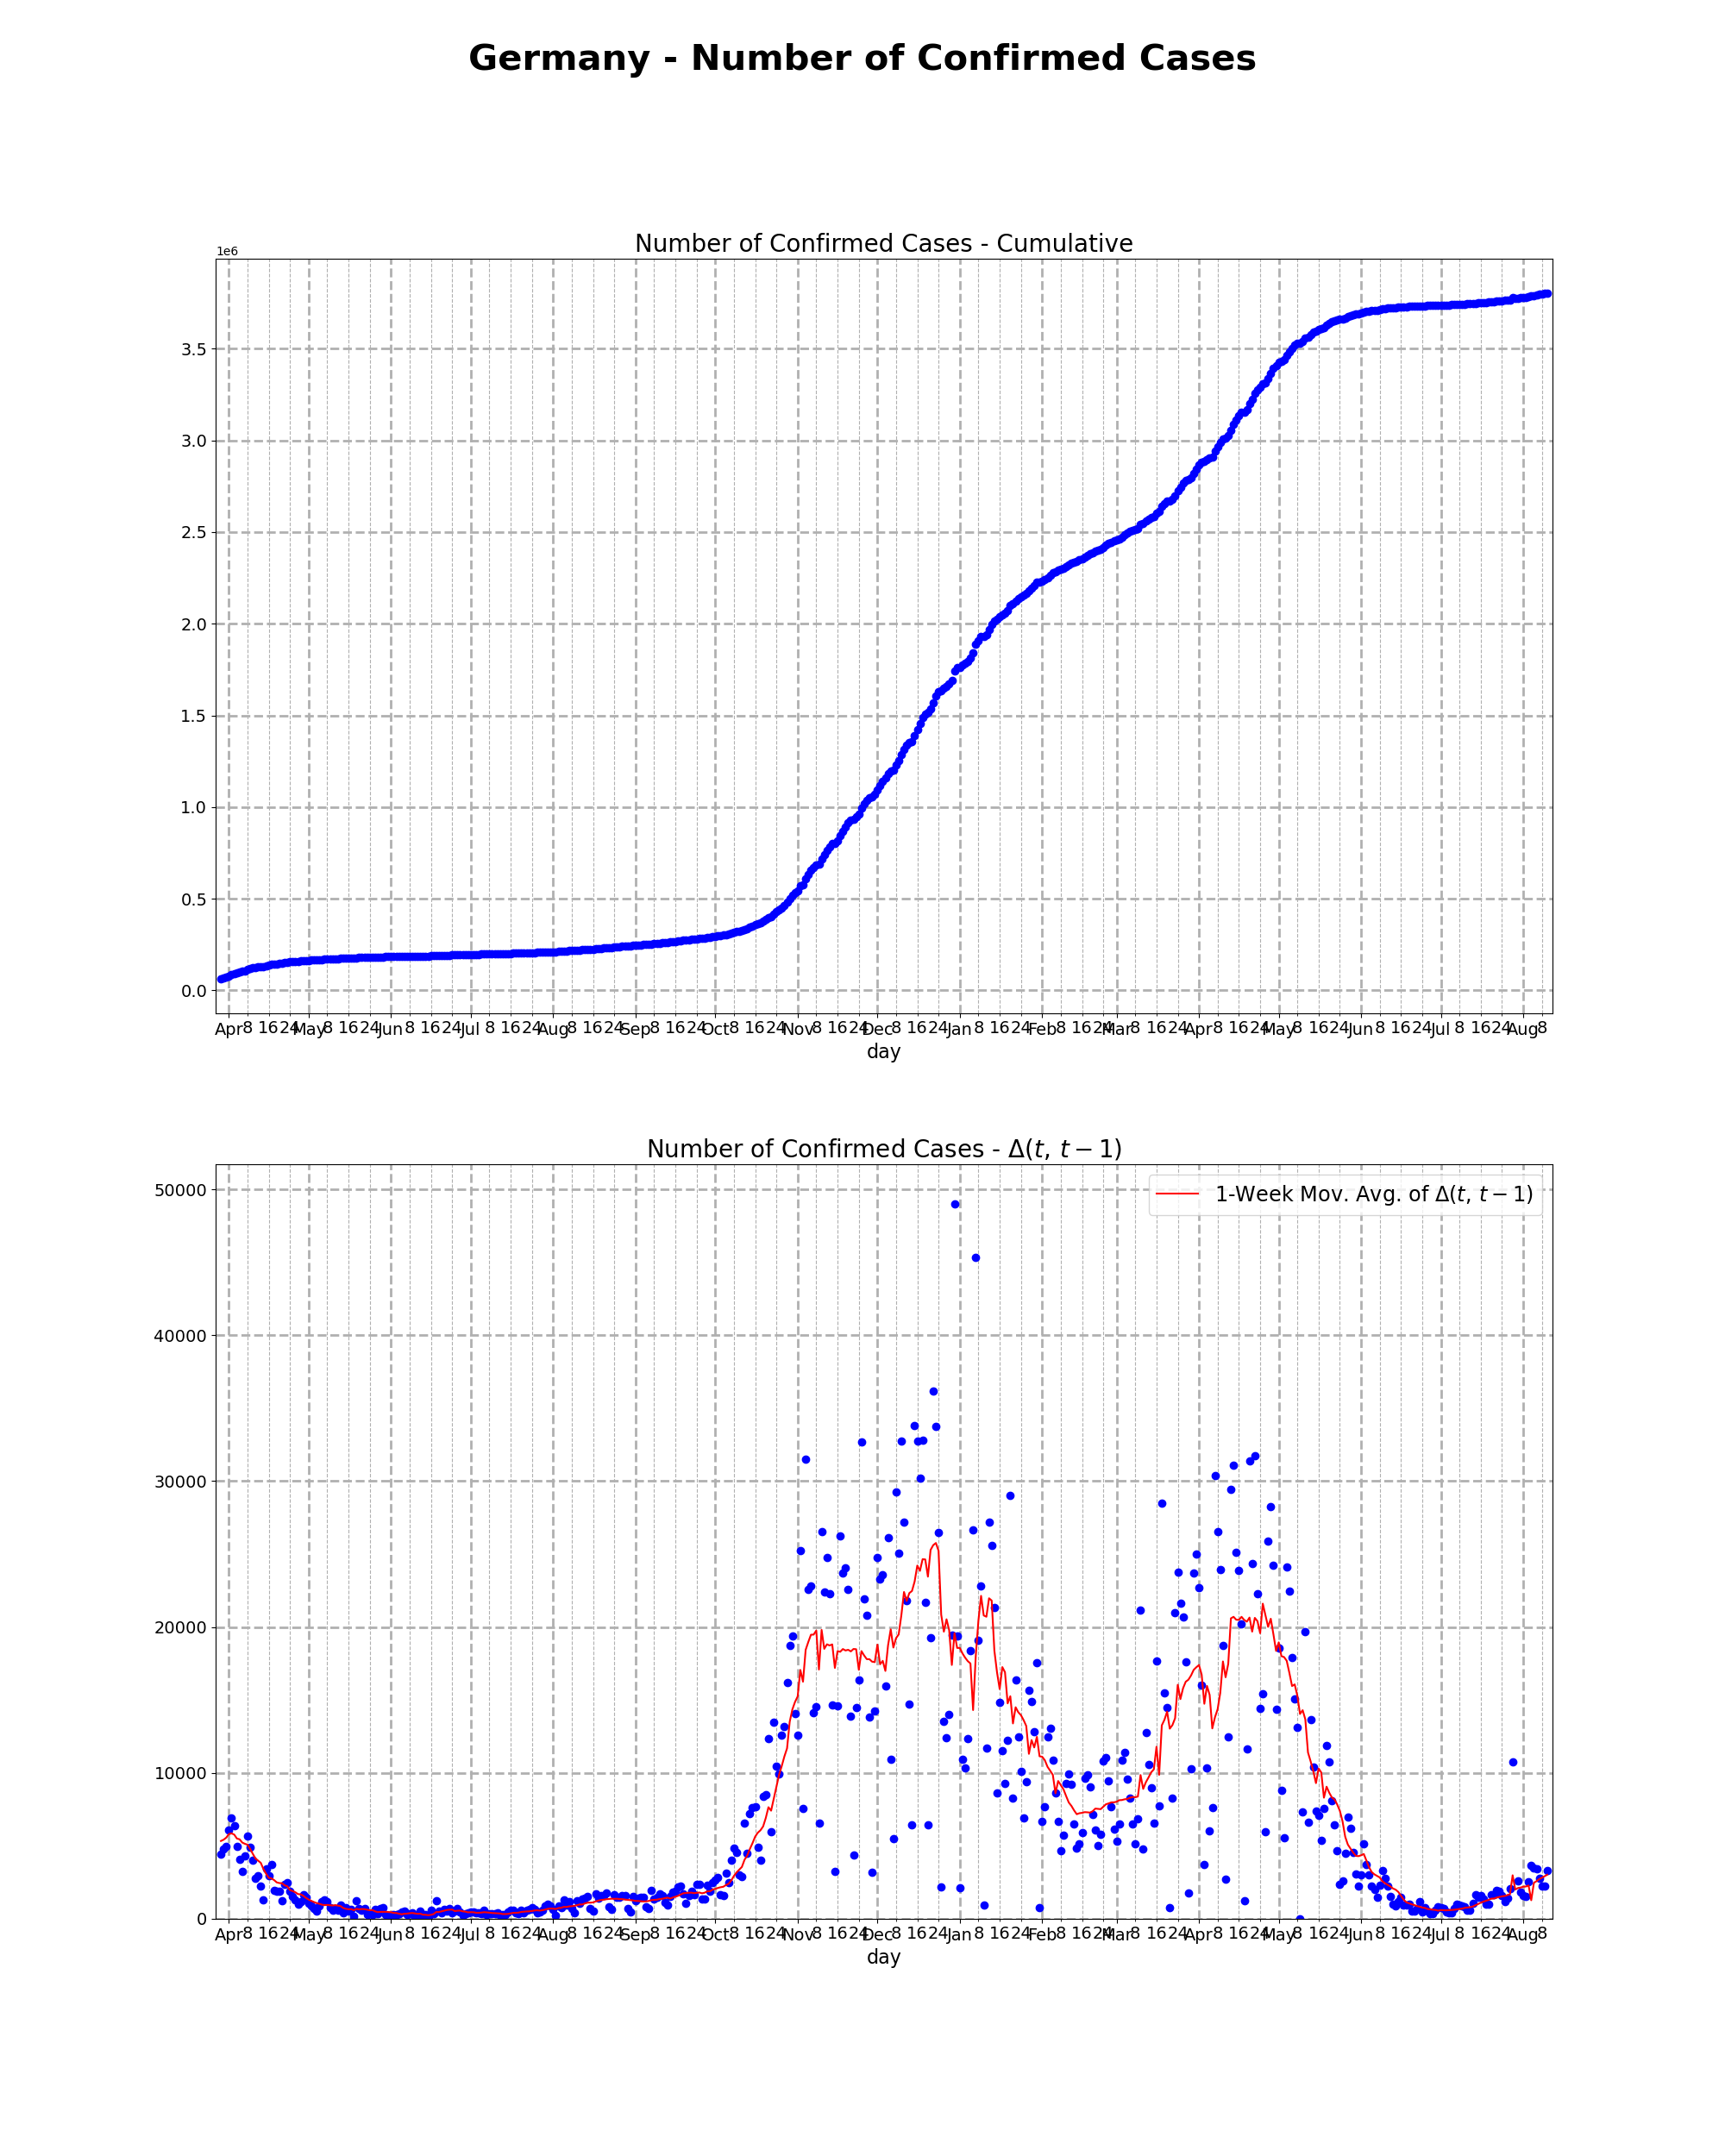 Germany - Number of Confirmed Cases
Number of Confirmed Cases - Cumulative
1e6
3.5
3.0
2.5
2.0
1.5
1.0
0.5
0.0
Apr 8 16 24 May 8 16 24 Jun 8 16 24 Jul 8 16 24 Aug 8 16 24 Sep 8 16 24 Oct 8 16 24 Nov 8 16 24 Dec 8 16 24 Jan 8 16 24 Feb 8 16 24 Mar 8 16 24 Apr 8 16 24 May 8 16 24 Jun 8 16 24 Jul 8 16 24 Aug 8
day
Number of Confirmed Cases - Δ(t, t − 1)
1-Week Mov. Avg. of Δ(t, t − 1)
50000
40000
30000
20000
10000
0
Apr 8 16 24 May 8 16 24 Jun 8 16 24 Jul 8 16 24 Aug 8 16 24 Sep 8 16 24 Oct 8 16 24 Nov 8 16 24 Dec 8 16 24 Jan 8 16 24 Feb 8 16 24 Mar 8 16 24 Apr 8 16 24 May 8 16 24 Jun 8 16 24 Jul 8 16 24 Aug 8
day